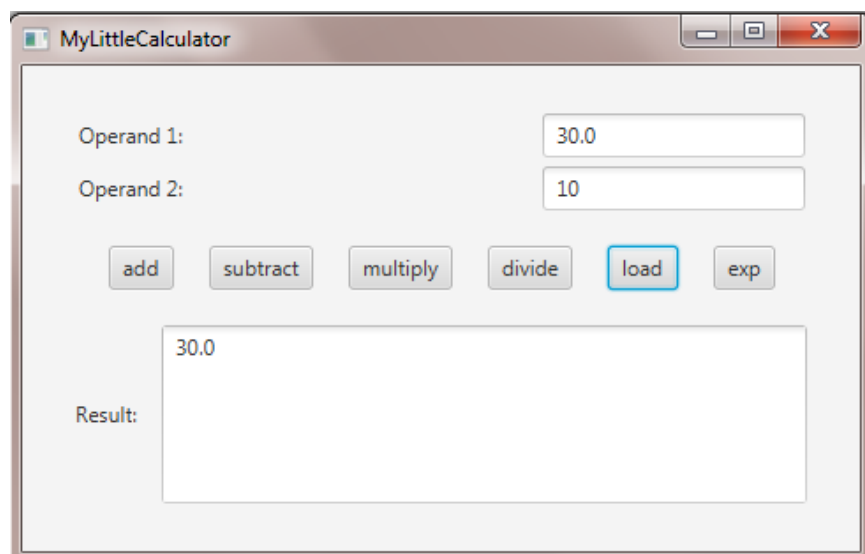 MyLittleCalculator
Operand 1: 30.0
Operand 2: 10
add subtract multiply divide load exp
30.0
Result: